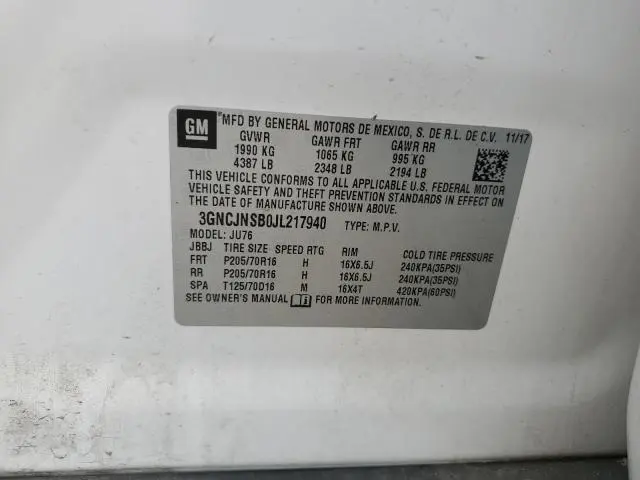 GM *MFD BY GENERAL MOTORS DE MEXICO, S. DE R.L. DE C.V. 11/17
GVWR GAWR FRT GAWR RR
1990 KG 1065 KG 995 KG
4387 LB 2348 LB 2194 LB
THIS VEHICLE CONFORMS TO ALL APPLICABLE U.S. FEDERAL MOTOR
VEHICLE SAFETY AND THEFT PREVENTION STANDARDS IN EFFECT ON
THE DATE OF MANUFACTURE SHOWN ABOVE.
3GNCJNSB0JL217940 TYPE: M.P.V.
MODEL: JU76
JBBJ TIRE SIZE SPEED RTG RIM COLD TIRE PRESSURE
FRT P205/70R16 H 16X6.5J 240KPA(35PSI)
RR P205/70R16 H 16X6.5J 240KPA(35PSI)
SPA T125/70D16 M 16X4T 420KPA(60PSI)
SEE OWNER'S MANUAL FOR MORE INFORMATION.